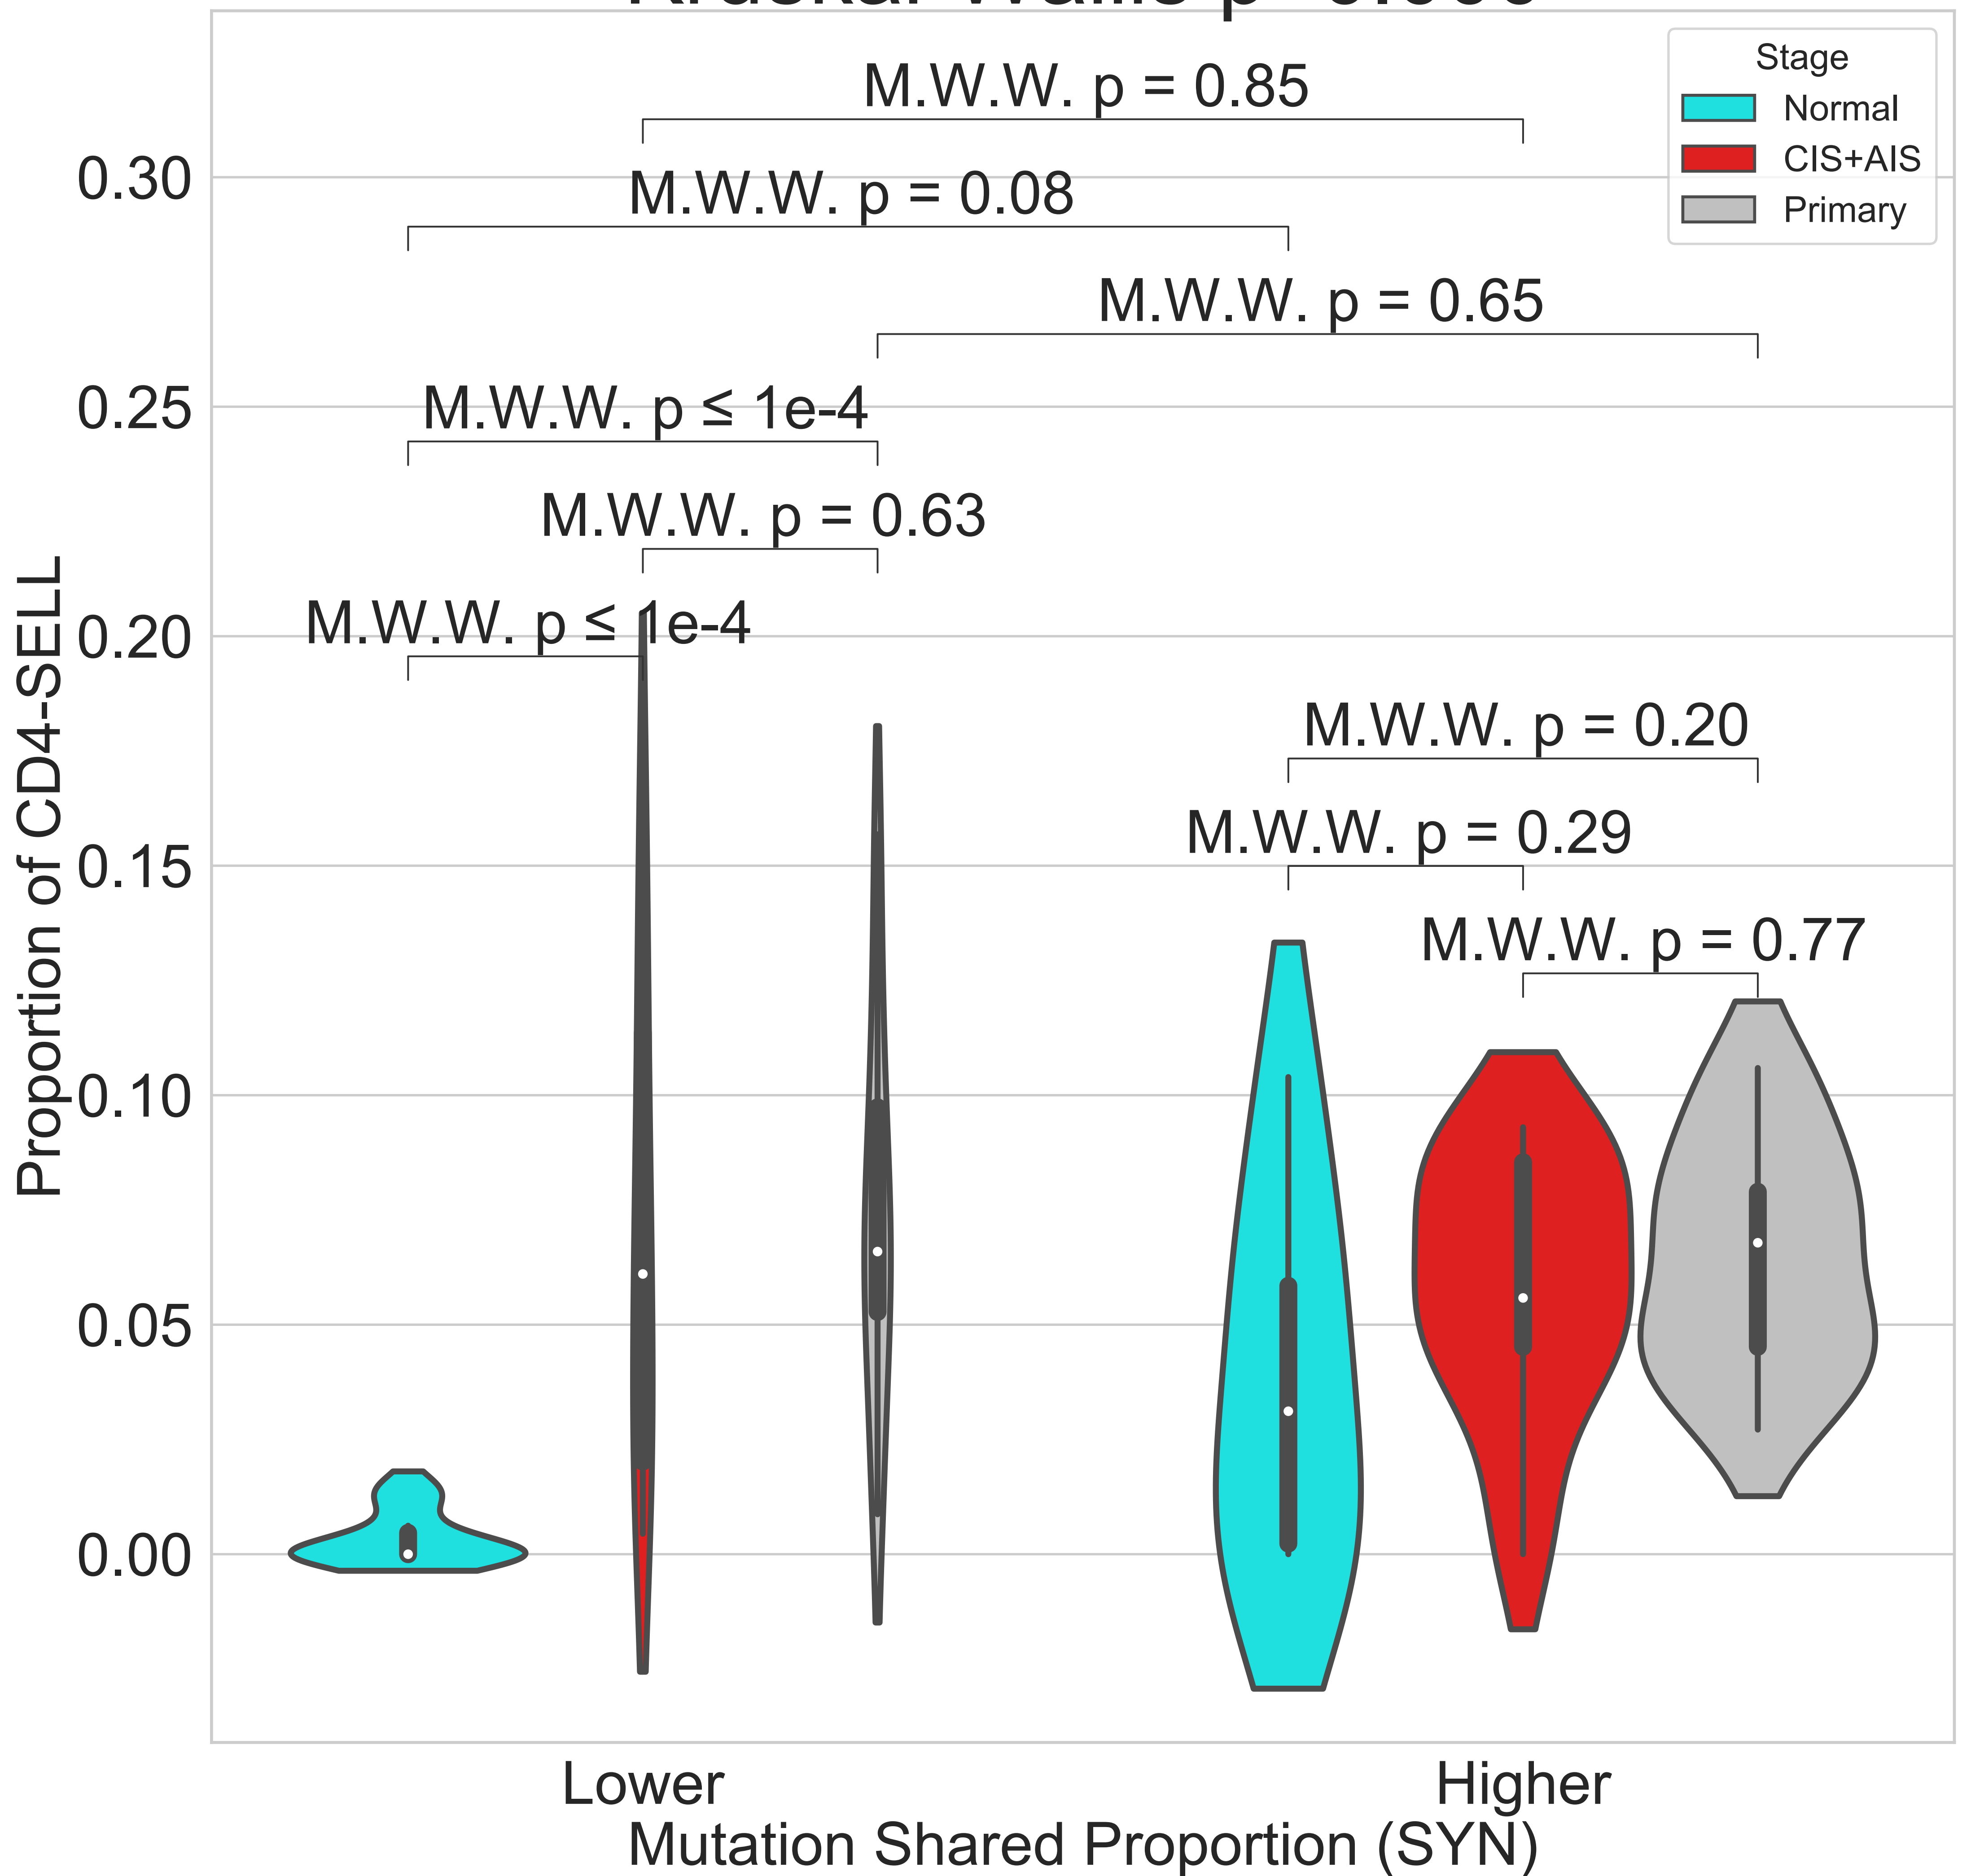 Stage
Normal
CIS+AIS
Primary
M.W.W. p = 0.85
M.W.W. p = 0.08
M.W.W. p = 0.65
M.W.W. p ≤ 1e-4
M.W.W. p = 0.63
M.W.W. p ≤ 1e-4
M.W.W. p = 0.20
M.W.W. p = 0.29
M.W.W. p = 0.77
0.30
0.25
0.20
0.15
0.10
0.05
0.00
Proportion of CD4-SELL
Lower
Higher
Mutation Shared Proportion (SYN)